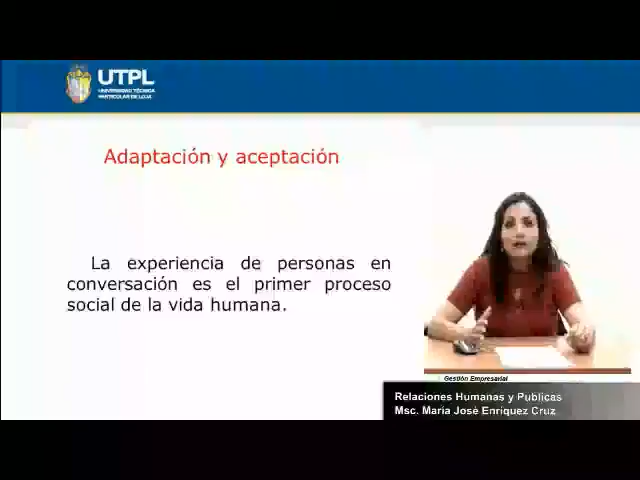 UTPL
UNIVERSIDAD TÉCNICA
PARTICULAR DE LOJA
Adaptación y aceptación
La experiencia de personas en
conversación es el primer proceso
social de la vida humana.
Gestión Empresarial
Relaciones Humanas y Publicas
Msc. María José Enríquez Cruz